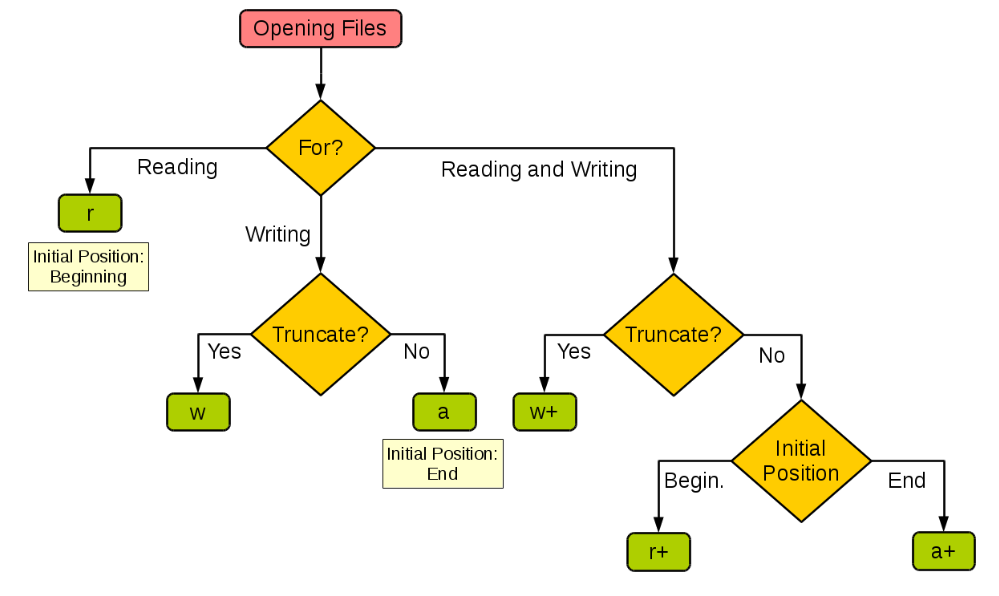 Opening Files
For?
Reading
Reading and Writing
r
Writing
Initial Position:
Beginning
Truncate?
Truncate?
Yes
No
Yes
No
w
a
w+
Initial Position:
End
Initial
Position
Begin.
End
r+
a+